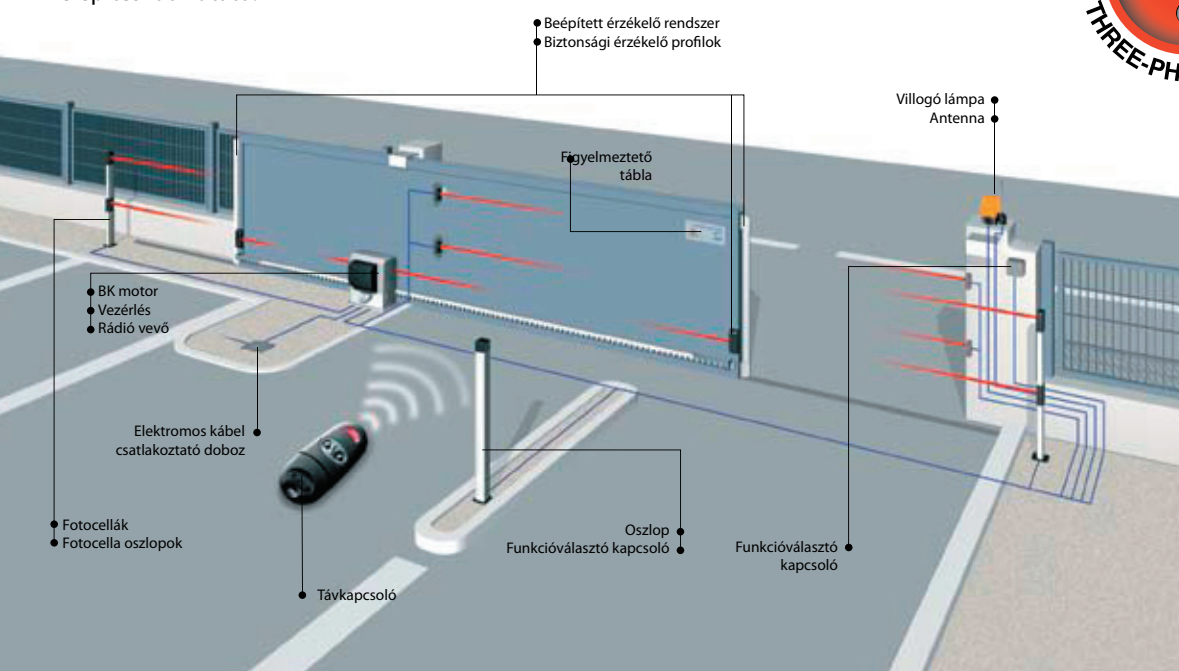 Beépített érzékelő rendszer
Biztonsági érzékelő profilok
THREE-PH
Villogó lámpa
Antenna
Figyelmeztető
tábla
BK motor
Vezérlés
Rádió vevő
Elektromos kábel
csatlakoztató doboz
Fotocellák
Fotocella oszlopok
Oszlop
Funkcióválasztó kapcsoló
Funkcióválasztó
kapcsoló
Távkapcsoló